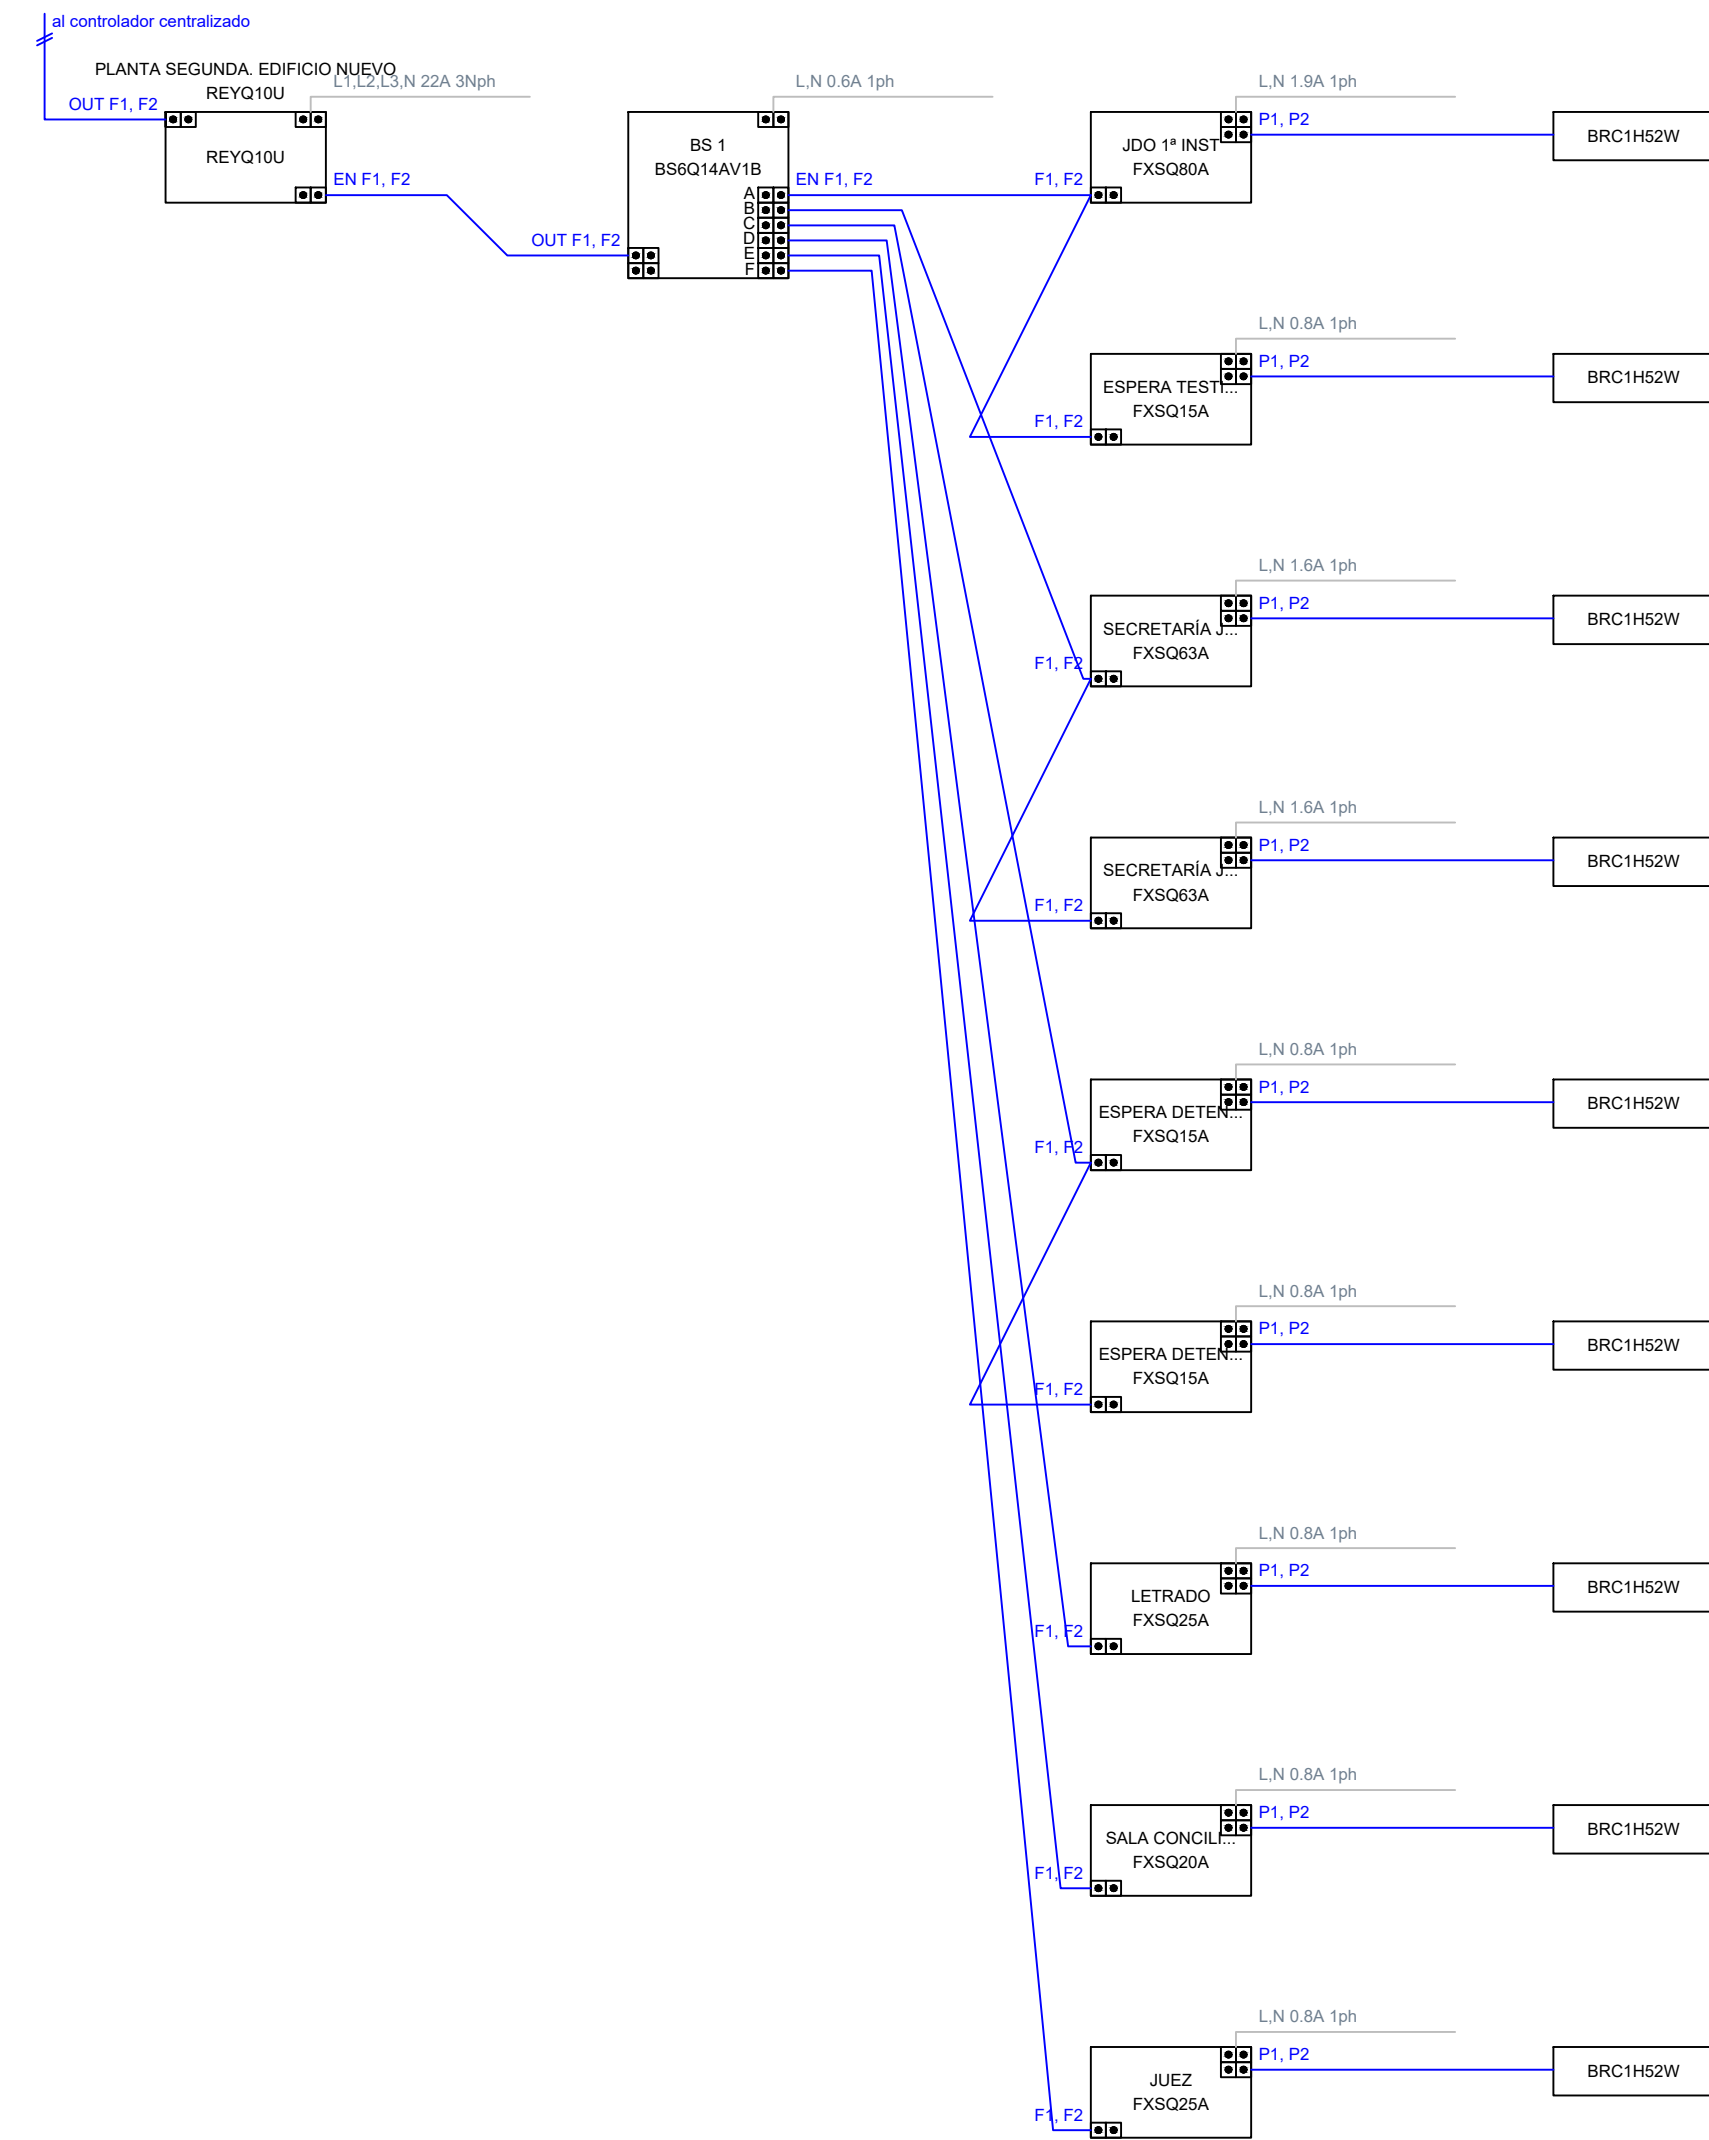 al controlador centralizado
PLANTA SEGUNDA. EDIFICIO NUEVO
REYQ10U
L1,L2,L3,N 22A 3Nph
OUT F1, F2
REYQ10U
EN F1, F2
L,N 0.6A 1ph
BS 1
BS6Q14AV1B
OUT F1, F2
A
B
C
D
E
F
EN F1, F2
L,N 1.9A 1ph
P1, P2
JDO 1ª INST
FXSQ80A
F1, F2
BRC1H52W
L,N 0.8A 1ph
P1, P2
ESPERA TESTI...
FXSQ15A
F1, F2
BRC1H52W
L,N 1.6A 1ph
P1, P2
SECRETARÍA J...
FXSQ63A
F1, F2
BRC1H52W
L,N 1.6A 1ph
P1, P2
SECRETARÍA J...
FXSQ63A
F1, F2
BRC1H52W
L,N 0.8A 1ph
P1, P2
ESPERA DETEN...
FXSQ15A
F1, F2
BRC1H52W
L,N 0.8A 1ph
P1, P2
ESPERA DETEN...
FXSQ15A
F1, F2
BRC1H52W
L,N 0.8A 1ph
P1, P2
LETRADO
FXSQ25A
F1, F2
BRC1H52W
L,N 0.8A 1ph
P1, P2
SALA CONCILI...
FXSQ20A
F1, F2
BRC1H52W
L,N 0.8A 1ph
P1, P2
JUEZ
FXSQ25A
F1, F2
BRC1H52W